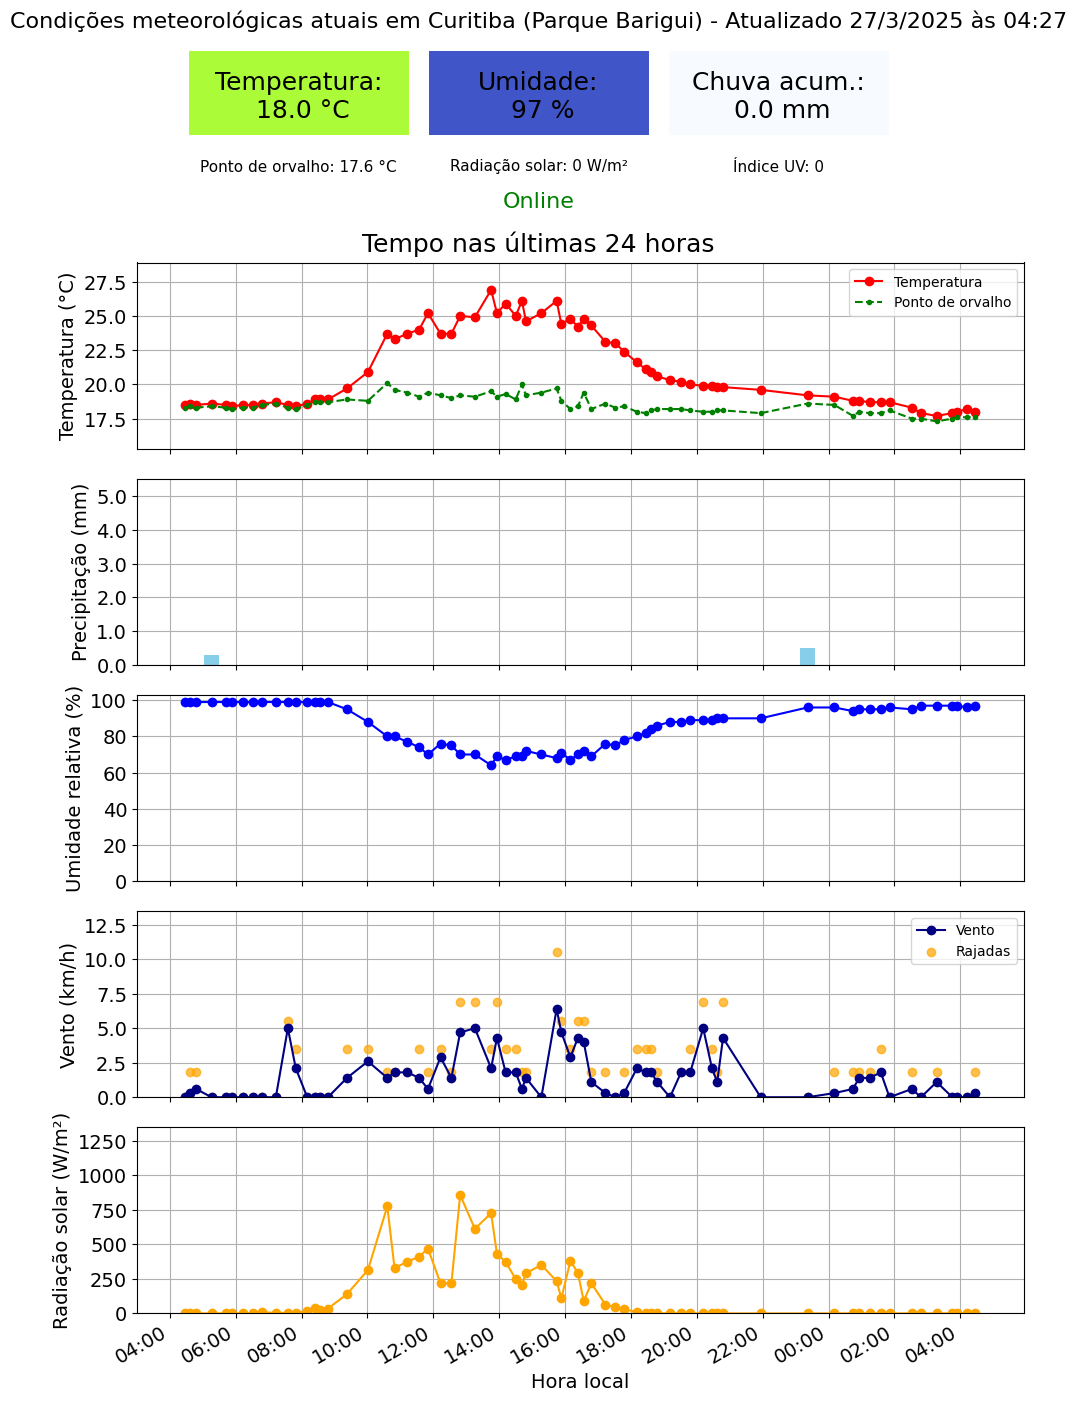 Condições meteorológicas atuais em Curitiba (Parque Barigui) - Atualizado 27/3/2025 às 04:27
Temperatura:
18.0 °C
Umidade:
97 %
Chuva acum.:
0.0 mm
Ponto de orvalho: 17.6 °C
Radiação solar: 0 W/m²
Índice UV: 0
Online
Tempo nas últimas 24 horas
Temperatura (°C)
27.5
25.0
22.5
20.0
17.5
Temperatura
Ponto de orvalho
Precipitação (mm)
5.0
4.0
3.0
2.0
1.0
0.0
Umidade relativa (%)
100
80
60
40
20
0
Vento (km/h)
12.5
10.0
7.5
5.0
2.5
0.0
Vento
Rajadas
Radiação solar (W/m²)
1250
1000
750
500
250
0
04:00
06:00
08:00
10:00
12:00
14:00
16:00
18:00
20:00
22:00
00:00
02:00
04:00
Hora local